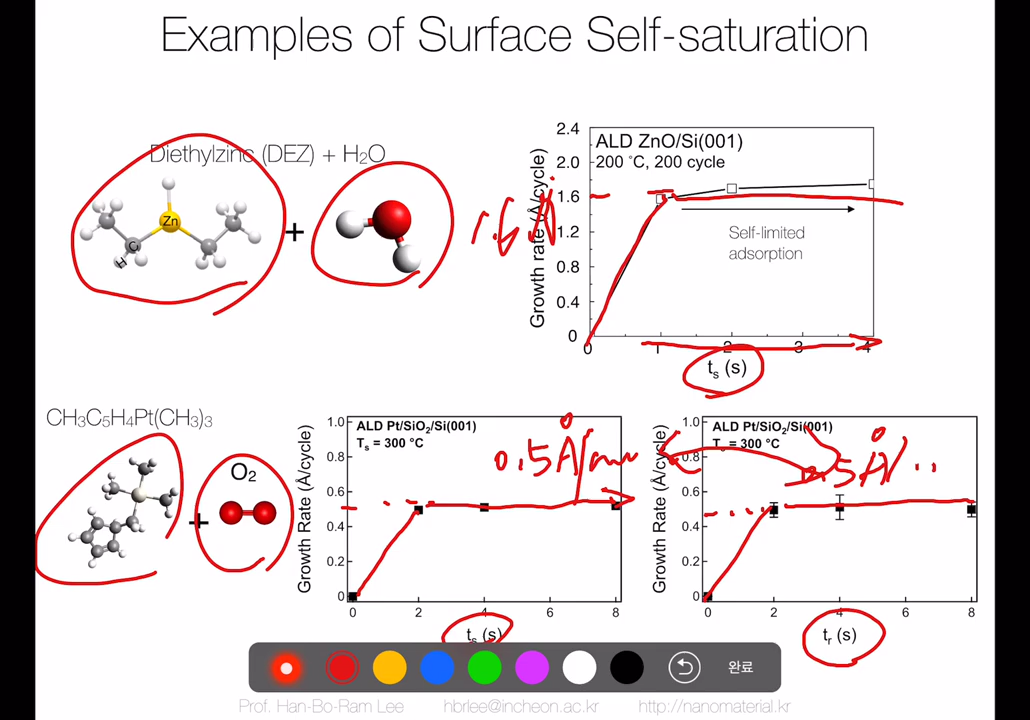 Examples of Surface Self-saturation
Diethylzinc (DEZ) + H₂O
Zn
C
H
+
1.6 Å
Growth rate (Å/cycle)
2.4
2.0
1.6
1.2
0.8
0.4
0
ALD ZnO/Si(001)
200 ˚C, 200 cycle
Self-limited
adsorption
0 1 2 3 4
tₛ (s)
CH₃C₅H₄Pt(CH₃)₃
+
O₂
Growth Rate (Å/cycle)
1.0
0.8
0.6
0.4
0.2
0
ALD Pt/SiO₂/Si(001)
Tₛ = 300 °C
0.5 Å/
0 2 4 6 8
tₛ (s)
Growth Rate (Å/cycle)
1.0
0.8
0.6
0.4
0.2
0
ALD Pt/SiO₂/Si(001)
= 300 °C
5 Å/ ..
0 2 4 6 8
tᵣ (s)
완료
Prof. Han-Bo-Ram Lee hbrlee@incheon.ac.kr http://nanomaterial.kr